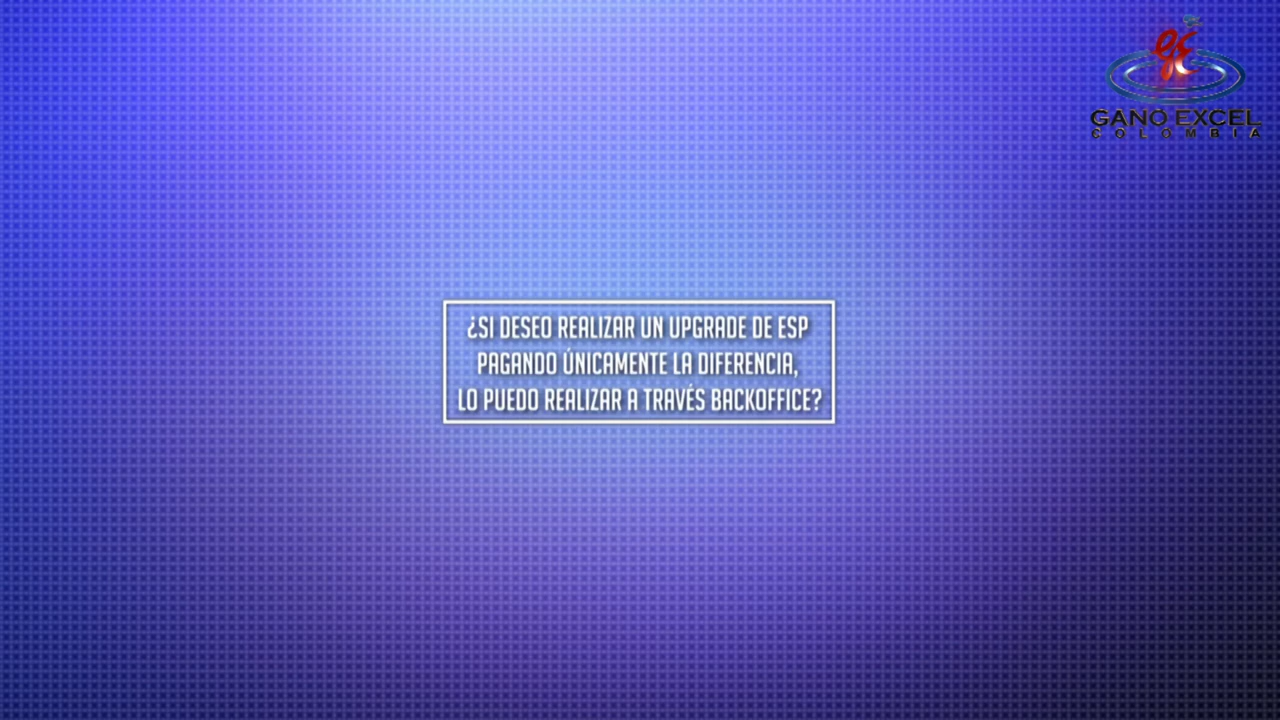 GANO EXCEL
COLOMBIA
¿SI DESEO REALIZAR UN UPGRADE DE ESP
PAGANDO ÚNICAMENTE LA DIFERENCIA,
LO PUEDO REALIZAR A TRAVÉS BACKOFFICE?